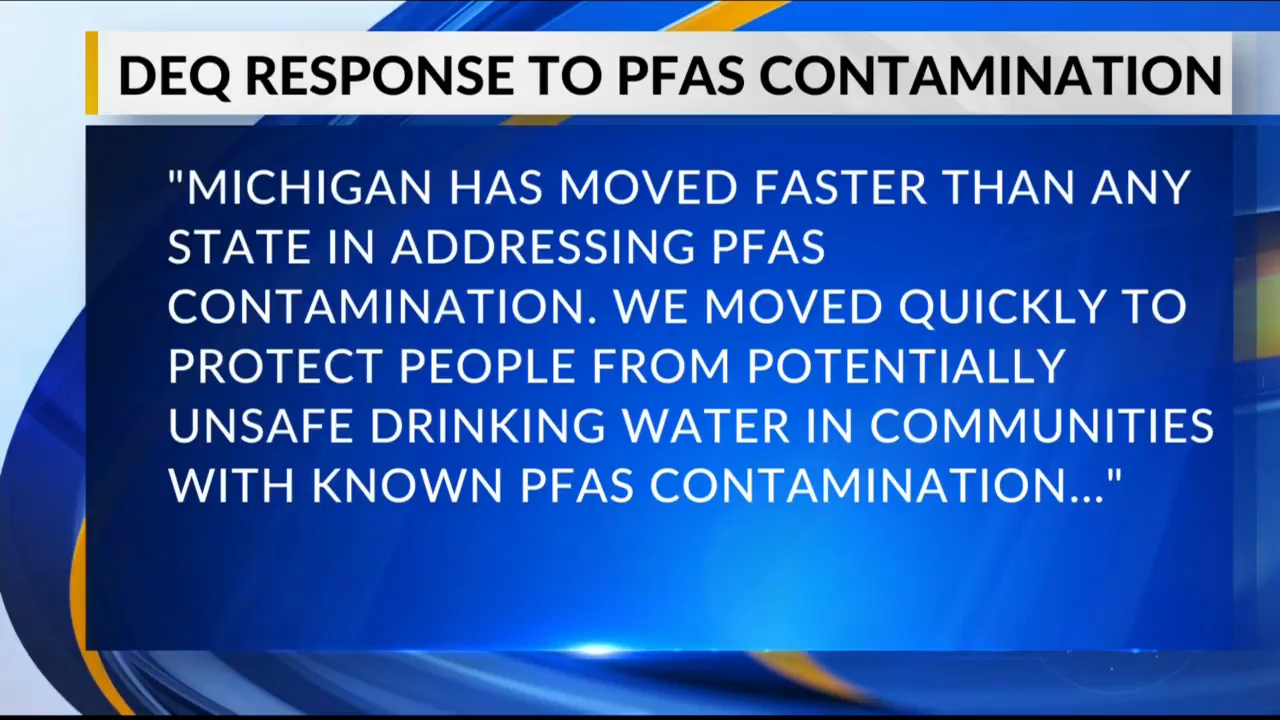 DEQ RESPONSE TO PFAS CONTAMINATION
"MICHIGAN HAS MOVED FASTER THAN ANY
STATE IN ADDRESSING PFAS
CONTAMINATION. WE MOVED QUICKLY TO
PROTECT PEOPLE FROM POTENTIALLY
UNSAFE DRINKING WATER IN COMMUNITIES
WITH KNOWN PFAS CONTAMINATION..."